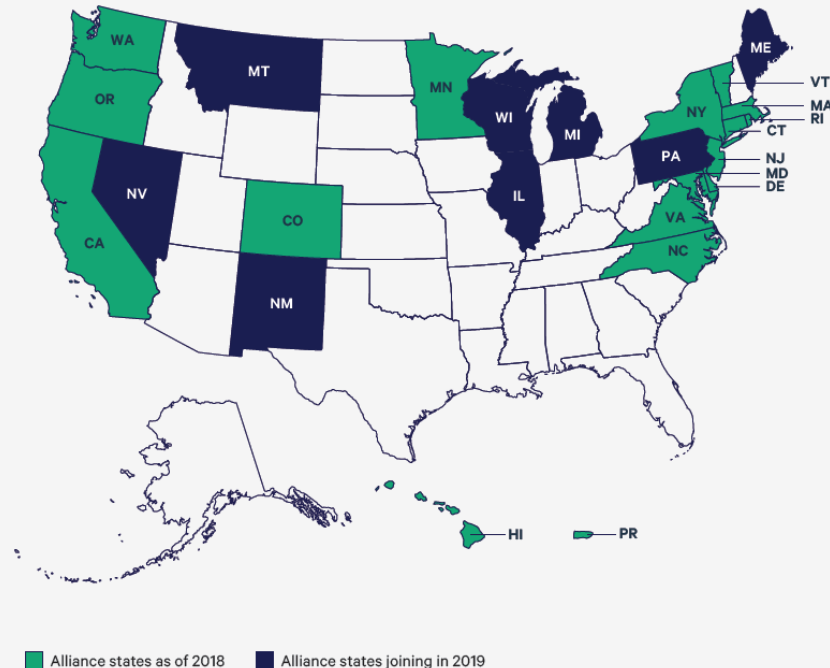 WA
MT
ME
OR
MN
VT
WI
NY
MA
RI
MI
CT
PA
NJ
NV
IL
MD
DE
CO
VA
CA
NC
NM
HI
PR
Alliance states as of 2018
Alliance states joining in 2019